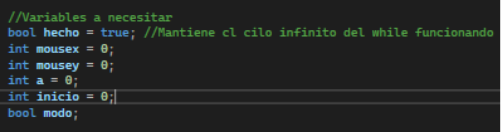 //Variables a necesitar
bool hecho = true; //Mantiene cl cilo infinito del while funcionando
int mousex = 0;
int mousey = 0;
int a = 0;
int inicio = 0;
bool modo;